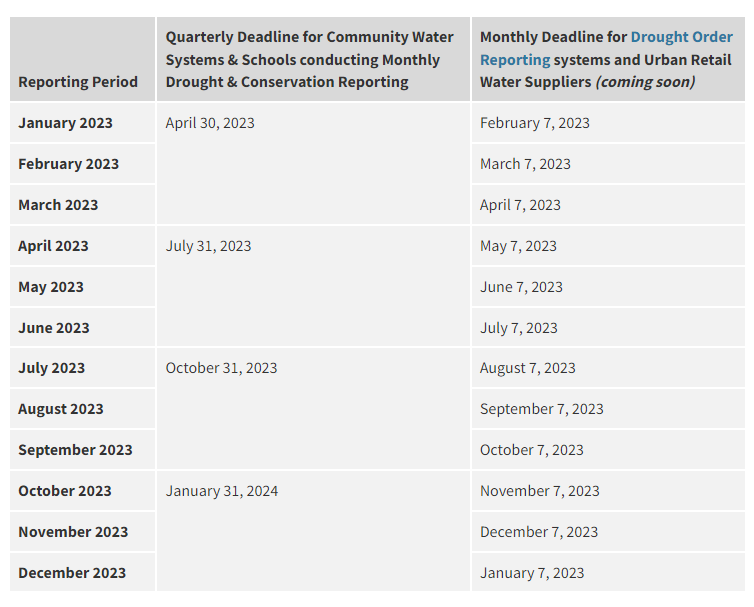 Reporting Period
Quarterly Deadline for Community Water
Systems & Schools conducting Monthly
Drought & Conservation Reporting
Monthly Deadline for Drought Order
Reporting systems and Urban Retail
Water Suppliers (coming soon)
January 2023 April 30, 2023 February 7, 2023
February 2023 March 7, 2023
March 2023 April 7, 2023
April 2023 July 31, 2023 May 7, 2023
May 2023 June 7, 2023
June 2023 July 7, 2023
July 2023 October 31, 2023 August 7, 2023
August 2023 September 7, 2023
September 2023 October 7, 2023
October 2023 January 31, 2024 November 7, 2023
November 2023 December 7, 2023
December 2023 January 7, 2023